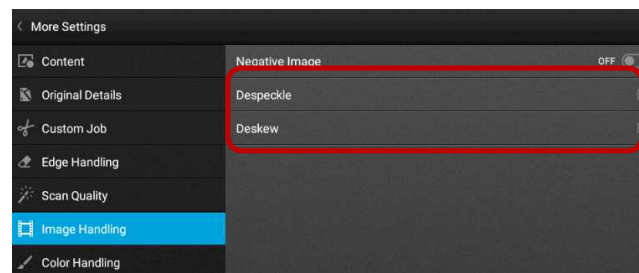 More Settings
Content
Original Details
Custom Job
Edge Handling
Scan Quality
Image Handling
Color Handling
Negative Image OFF
Despeckle
Deskew